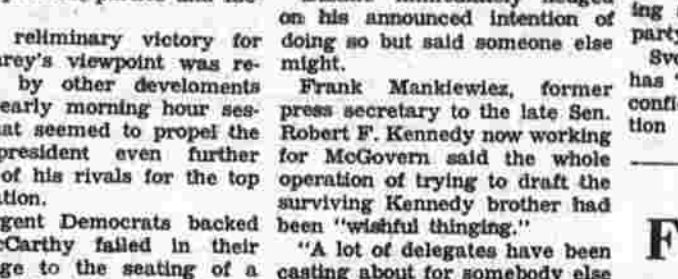 reliminary victory for
rey's viewpoint was re-
by other develoments
early morning hour ses-
at seemed to propel the
president even further
of his rivals for the top
tion.
gent Democrats backed
cCarthy failed in their
ge to the seating of a
on his announced intention of
doing so but said someone else
might.
Frank Mankiewiez, former
press secretary to the late Sen.
Robert F. Kennedy now working
for McGovern said the whole
operation of trying to draft the
surviving Kennedy brother had
been "wishful thinging."
"A lot of delegates have been
casting about for somebody else
ing
party
Sve
has "
confi
tion
F